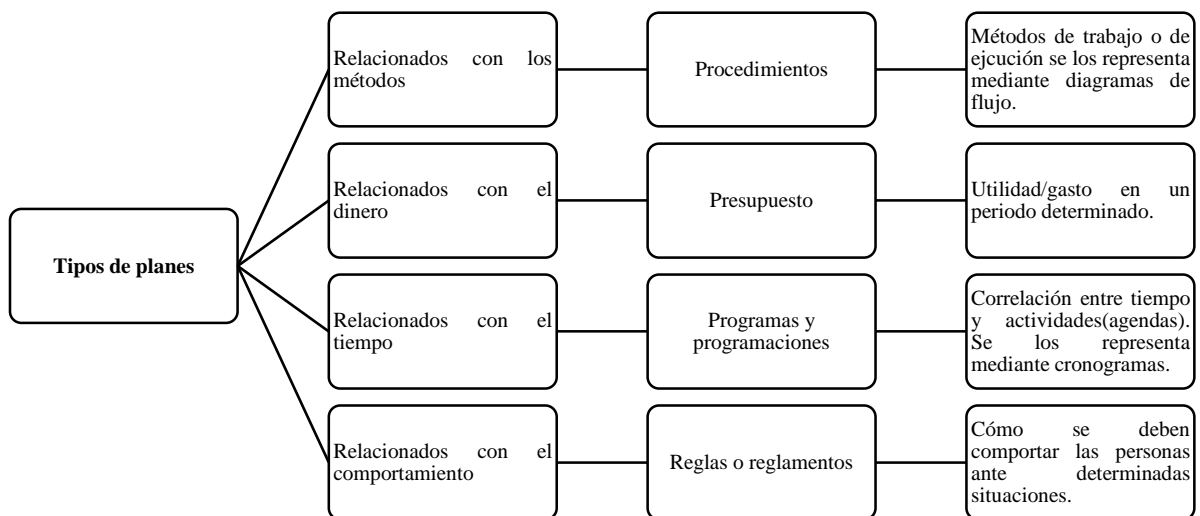 Tipos de planes
Relacionados con los
métodos
Procedimientos
Métodos de trabajo o de
ejcución se los representa
mediante diagramas de
flujo.
Relacionados con el
dinero
Presupuesto
Utilidad/gasto en un
periodo determinado.
Relacionados con el
tiempo
Programas y
programaciones
Correlación entre tiempo
y actividades(agendas).
Se los representa
mediante cronogramas.
Relacionados con el
comportamiento
Reglas o reglamentos
Cómo se deben
comportar las personas
ante determinadas
situaciones.